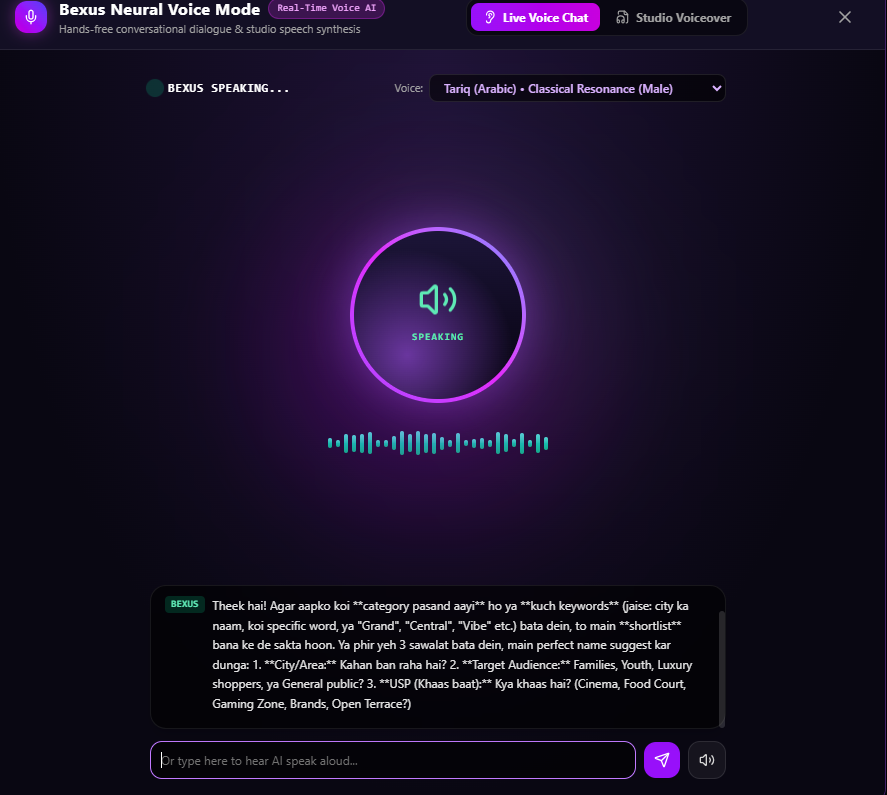 Bexus Neural Voice Mode
Real-Time Voice AI
Hands-free conversational dialogue & studio speech synthesis
Live Voice Chat
Studio Voiceover
BEXUS SPEAKING...
Voice:
Tariq (Arabic) • Classical Resonance (Male)
SPEAKING
BEXUS
Theek hai! Agar aapko koi **category pasand aayi** ho ya **kuch keywords** (jaise: city ka
naam, koi specific word, ya "Grand", "Central", "Vibe" etc.) bata dein, to main **shortlist**
bana ke de sakta hoon. Ya phir yeh 3 sawalat bata dein, main perfect name suggest kar
dunga: 1. **City/Area:** Kahan ban raha hai? 2. **Target Audience:** Families, Youth, Luxury
shoppers, ya General public? 3. **USP (Khaas baat):** Kya khaas hai? (Cinema, Food Court,
Gaming Zone, Brands, Open Terrace?)
Or type here to hear AI speak aloud...